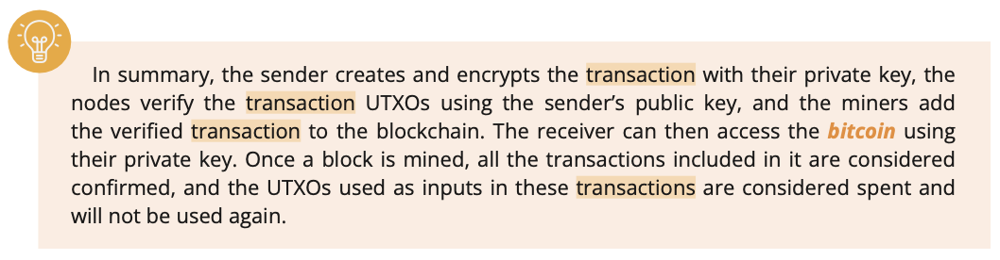 In summary, the sender creates and encrypts the transaction with their private key, the
nodes verify the transaction UTXOs using the sender’s public key, and the miners add
the verified transaction to the blockchain. The receiver can then access the bitcoin using
their private key. Once a block is mined, all the transactions included in it are considered
confirmed, and the UTXOs used as inputs in these transactions are considered spent and
will not be used again.